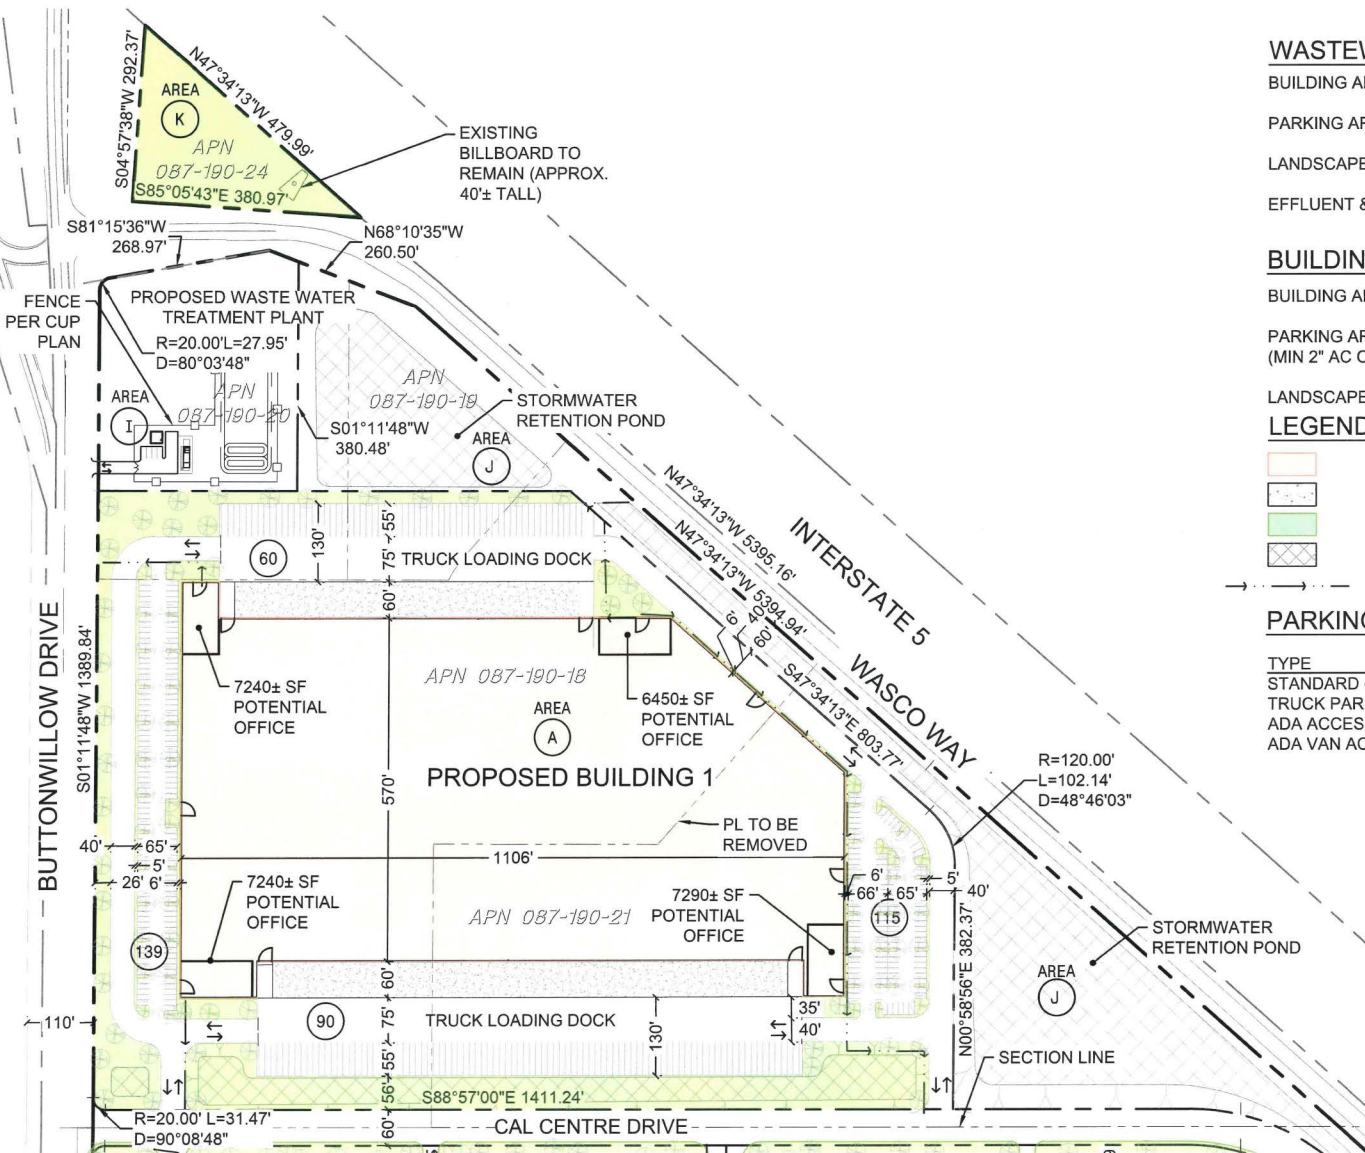 S04°57'38"W 292.37'
N47°34'13"W 479.99'
AREA
K
APN
087-190-24
S85°05'43"E 380.97'
EXISTING
BILLBOARD TO
REMAIN (APPROX.
40'± TALL)
S81°15'36"W
268.97'
N68°10'35"W
260.50'
FENCE
PER CUP
PLAN
PROPOSED WASTE WATER
TREATMENT PLANT
R=20.00'L=27.95'
D=80°03'48"
AREA
I
APN
087-190-20
S01°11'48"W
380.48'
APN
087-190-19
STORMWATER
RETENTION POND
AREA
J
N47°34'13"W 5395.16'
N47°34'13"W 5394.94'
INTERSTATE 5
WASCO WAY
6'
40'
60'
S47°34'13"E 803.77'
60
130'
55'
75'
60'
TRUCK LOADING DOCK
BUTTONWILLOW DRIVE
S01°11'48"W 1389.84'
7240± SF
POTENTIAL
OFFICE
APN 087-190-18
AREA
A
6450± SF
POTENTIAL
OFFICE
PROPOSED BUILDING 1
570'
1106'
PL TO BE
REMOVED
R=120.00'
L=102.14'
D=48°46'03"
40'
65'
5'
26'
6'
7240± SF
POTENTIAL
OFFICE
APN 087-190-21
7290± SF
POTENTIAL
OFFICE
6'
66'
65'
5'
40'
115
139
N00°58'56"E 382.37'
STORMWATER
RETENTION POND
AREA
J
110'
90
60'
75'
55'
56'
60'
TRUCK LOADING DOCK
130'
35'
40'
SECTION LINE
S88°57'00"E 1411.24'
R=20.00' L=31.47'
D=90°08'48"
CAL CENTRE DRIVE
WASTEW
BUILDING A
PARKING AR
LANDSCAPE
EFFLUENT &
BUILDIN
BUILDING A
PARKING AR
(MIN 2" AC C
LANDSCAPE
LEGEND
PARKING
TYPE
STANDARD
TRUCK PAR
ADA ACCES
ADA VAN AC